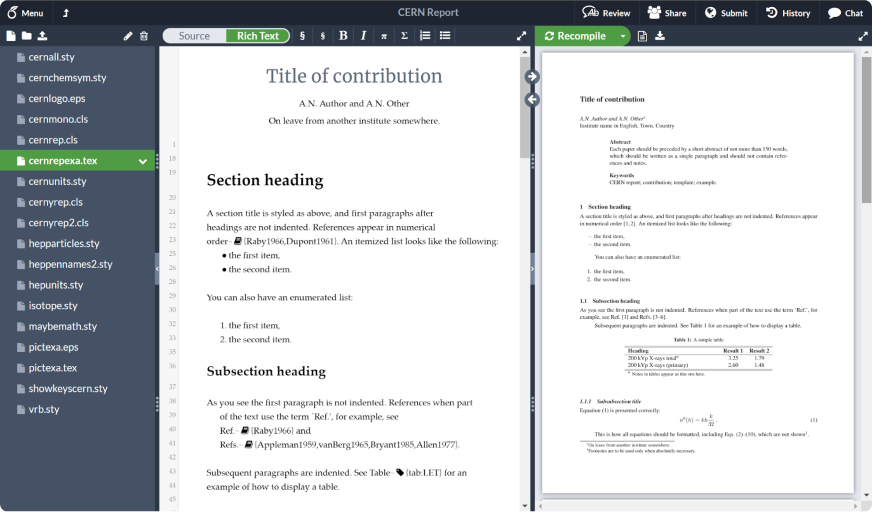 Menu
CERN Report
Review
Share
Submit
History
Chat
Source
Rich Text
§
§
B
I
π
Σ
Recompile
cernall.sty
cernchemsym.sty
cernlogo.eps
cernmono.cls
cernrep.cls
cernrepexa.tex
cernunits.sty
cernyrep.cls
cernyrep2.cls
hepparticles.sty
heppennames2.sty
hepunits.sty
isotope.sty
maybemath.sty
pictexa.eps
pictexa.tex
showkeyscern.sty
vrb.sty
Title of contribution
A.N. Author and A.N. Other
On leave from another institute somewhere.
1
18
19
Section heading
20
21 A section title is styled as above, and first paragraphs after
22 headings are not indented. References appear in numerical
23 order~ {Raby1966,Dupont1961}. An itemized list looks like the following:
25 • the first item,
26 • the second item.
28
29 You can also have an enumerated list:
30
32 1. the first item,
33 2. the second item.
35
36 Subsection heading
37
38 As you see the first paragraph is not indented. References when part
39 of the text use the term `Ref.', for example, see
40 Ref.~ {Raby1966} and
41 Refs.~ {Appleman1959,vanBerg1965,Bryant1985,Allen1977}.
42
43 Subsequent paragraphs are indented. See Table~ {tab:LET} for an
44 example of how to display a table.
45
Title of contribution
A.N. Author and A.N. Other*
Institute name in English, Town, Country
Abstract
Each paper should be preceded by a short abstract of not more than 150 words,
which should be written as a single paragraph and should not contain refer-
ences and notes.
Keywords
CERN report; contribution; template; example.
1 Section heading
A section title is styled as above, and first paragraphs after headings are not indented. References appear
in numerical order [1,2]. An itemized list looks like the following:
– the first item,
– the second item.
You can also have an enumerated list:
1. the first item,
2. the second item.
1.1 Subsection heading
As you see the first paragraph is not indented. References when part of the text use the term 'Ref.', for
example, see Ref. [1] and Refs. [3–6].
Subsequent paragraphs are indented. See Table 1 for an example of how to display a table.
Table 1: A simple table
Heading Result 1 Result 2
200 kVp X-rays total 3.25 1.79
200 kVp X-rays (primary) 2.60 1.48
Notes in tables appear as this one here.
1.1.1 Subsubsection title
Equation (1) is presented correctly:
(1)
This is how all equations should be formatted, including Eqs. (2)–(10), which are not shown¹.
*On leave from another institute somewhere.
¹Footnotes are to be used only when absolutely necessary.